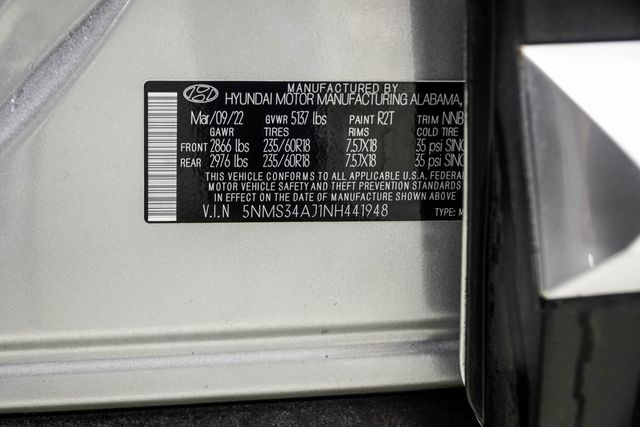 MANUFACTURED BY
HYUNDAI MOTOR MANUFACTURING ALABAMA,
Mar/09/22 GVWR 5137 lbs PAINT R2T TRIM NNB
GAWR TIRES RIMS COLD TIRE
FRONT 2866 lbs 235/60R18 7.5JX18 35 psi SING
REAR 2976 lbs 235/60R18 7.5JX18 35 psi SING
THIS VEHICLE CONFORMS TO ALL APPLICABLE U.S.A. FEDERAL
MOTOR VEHICLE SAFETY AND THEFT PREVENTION STANDARDS
IN EFFECT ON THE DATE OF MANUFACTURE SHOWN ABOVE.
V.I.N 5NMS34AJ1NH441948 TYPE: M